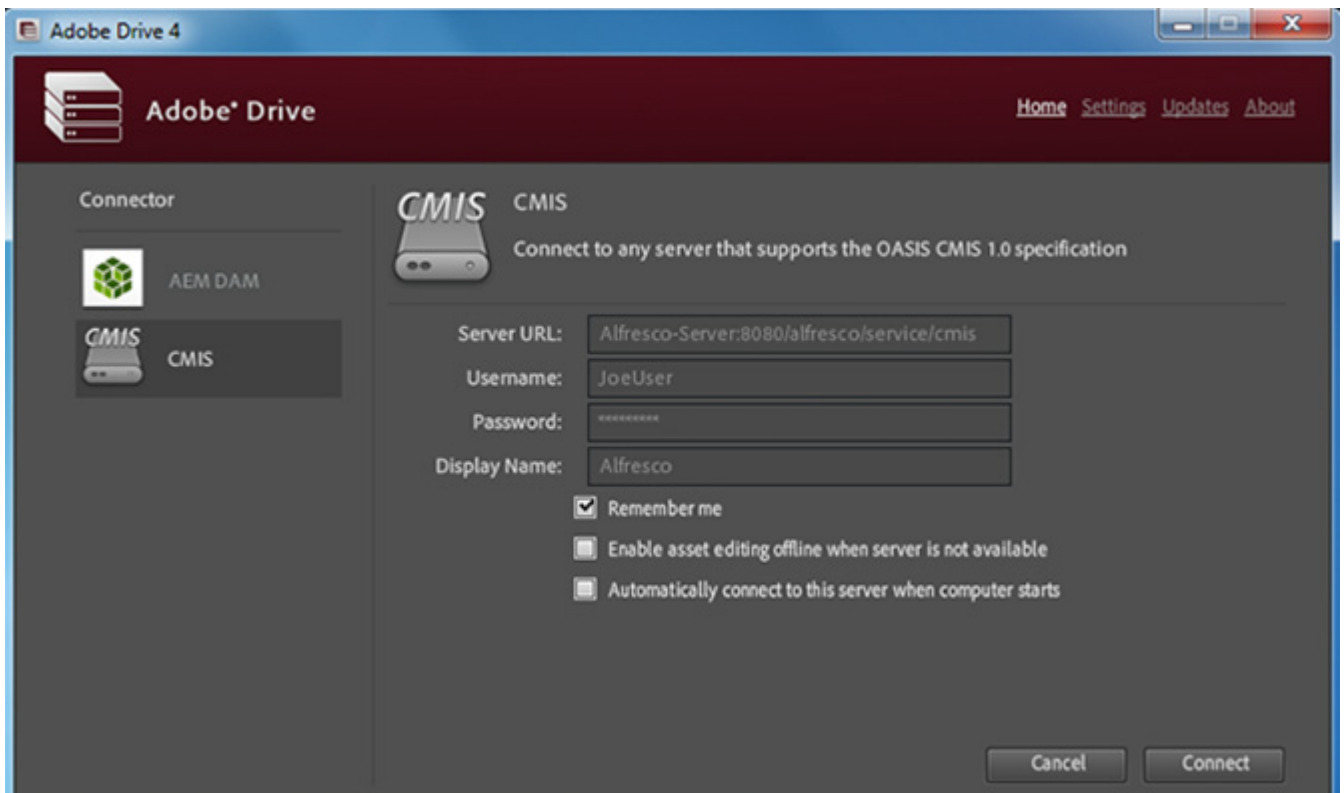 Adobe Drive 4
Adobe® Drive
Home Settings Updates About
Connector
AEM DAM
CMIS
CMIS
CMIS
CMIS
Connect to any server that supports the OASIS CMIS 1.0 specification
Server URL: Alfresco-Server:8080/alfresco/service/cmis
Username: JoeUser
Password: *********
Display Name: Alfresco
Remember me
Enable asset editing offline when server is not available
Automatically connect to this server when computer starts
Cancel Connect